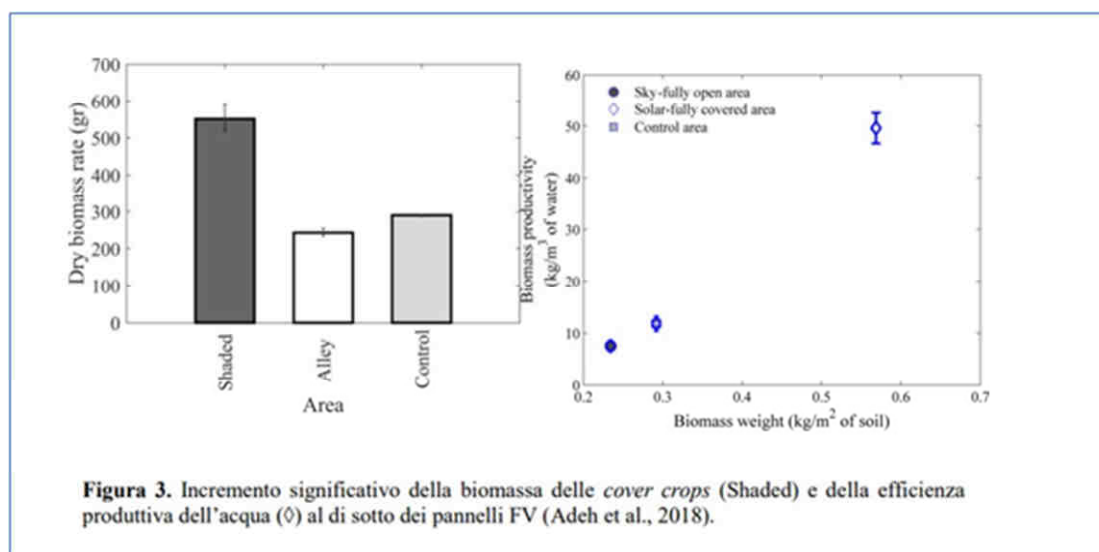 700
600
500
400
300
200
100
0
Dry biomass rate (gr)
Shaded
Alley
Control
Area
60
50
40
30
20
10
0
Biomass productivity
(kg/m³ of water)
Sky-fully open area
Solar-fully covered area
Control area
0.2 0.3 0.4 0.5 0.6 0.7
Biomass weight (kg/m² of soil)
Figura 3. Incremento significativo della biomassa delle cover crops (Shaded) e della efficienza
produttiva dell'acqua (◊) al di sotto dei pannelli FV (Adeh et al., 2018).